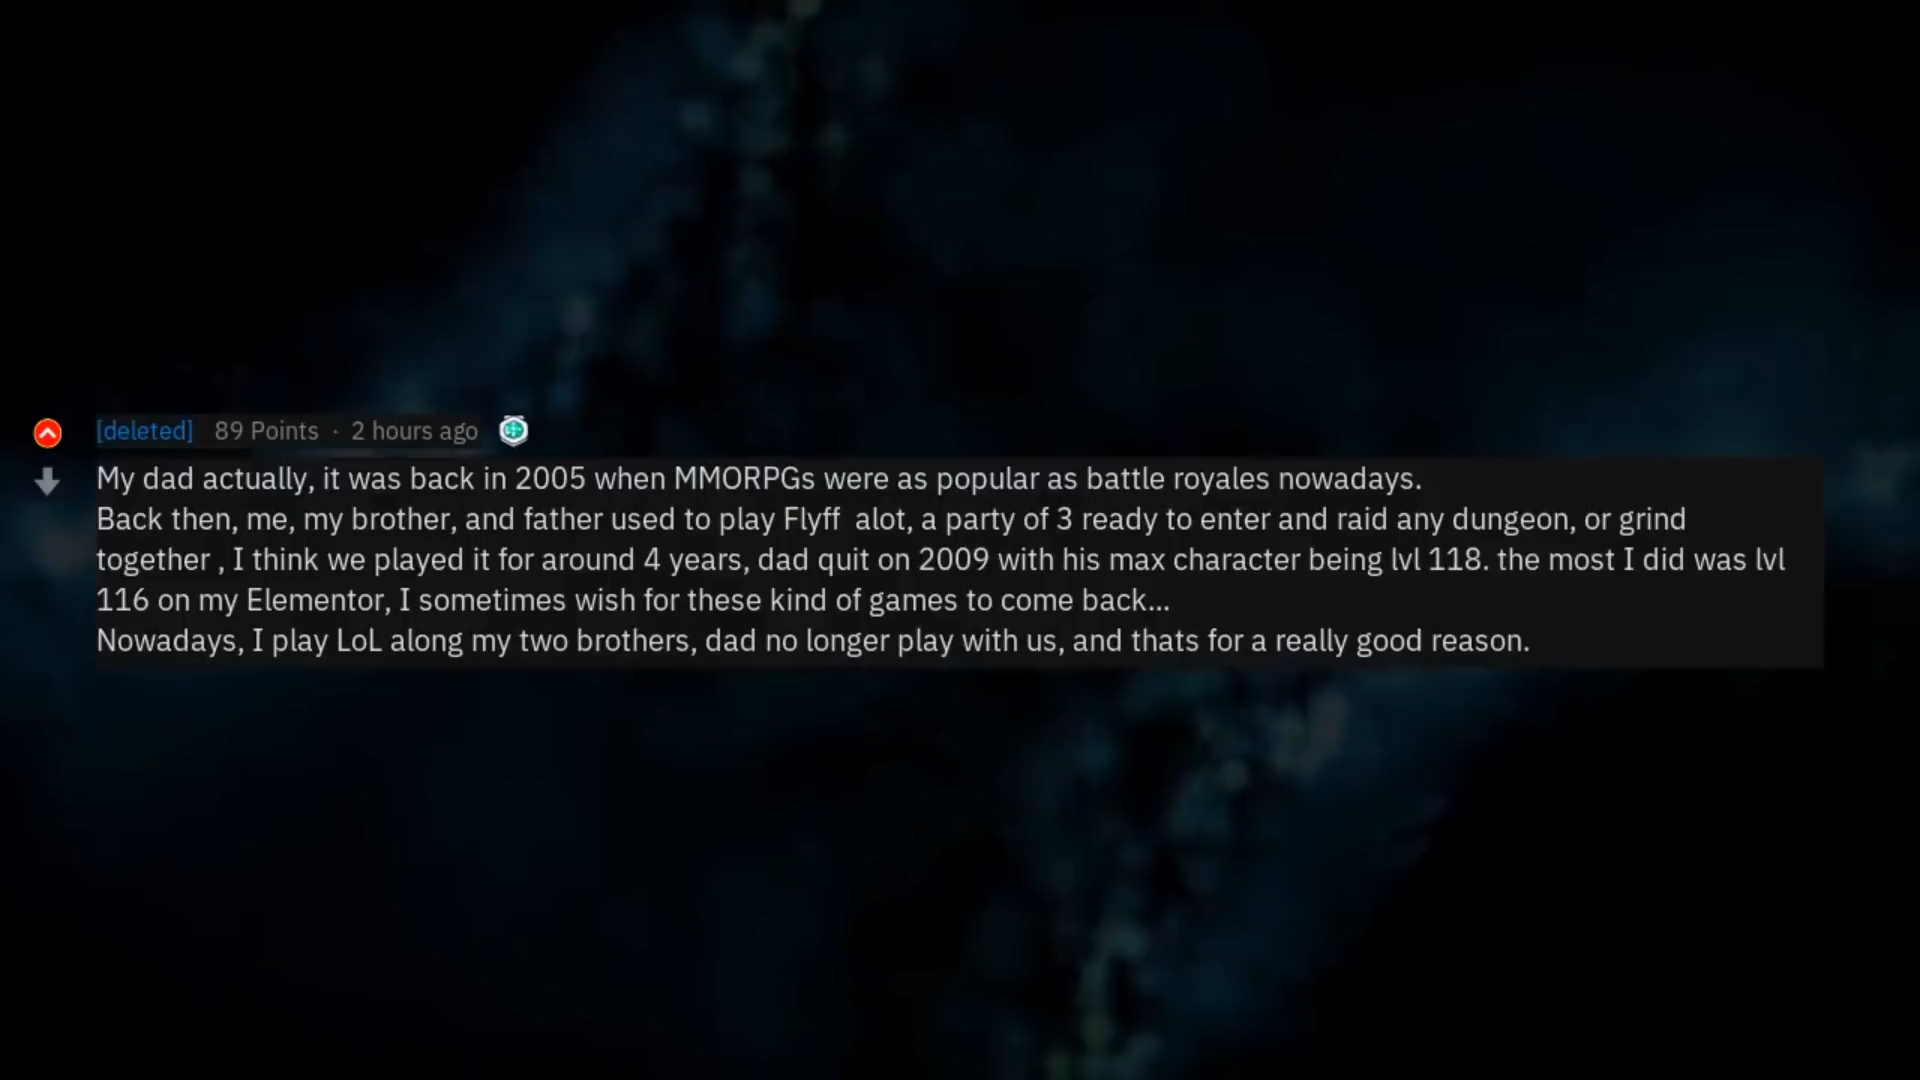 [deleted] 89 Points · 2 hours ago
My dad actually, it was back in 2005 when MMORPGs were as popular as battle royales nowadays.
Back then, me, my brother, and father used to play Flyff  alot, a party of 3 ready to enter and raid any dungeon, or grind
together , I think we played it for around 4 years, dad quit on 2009 with his max character being lvl 118. the most I did was lvl
116 on my Elementor, I sometimes wish for these kind of games to come back...
Nowadays, I play LoL along my two brothers, dad no longer play with us, and thats for a really good reason.